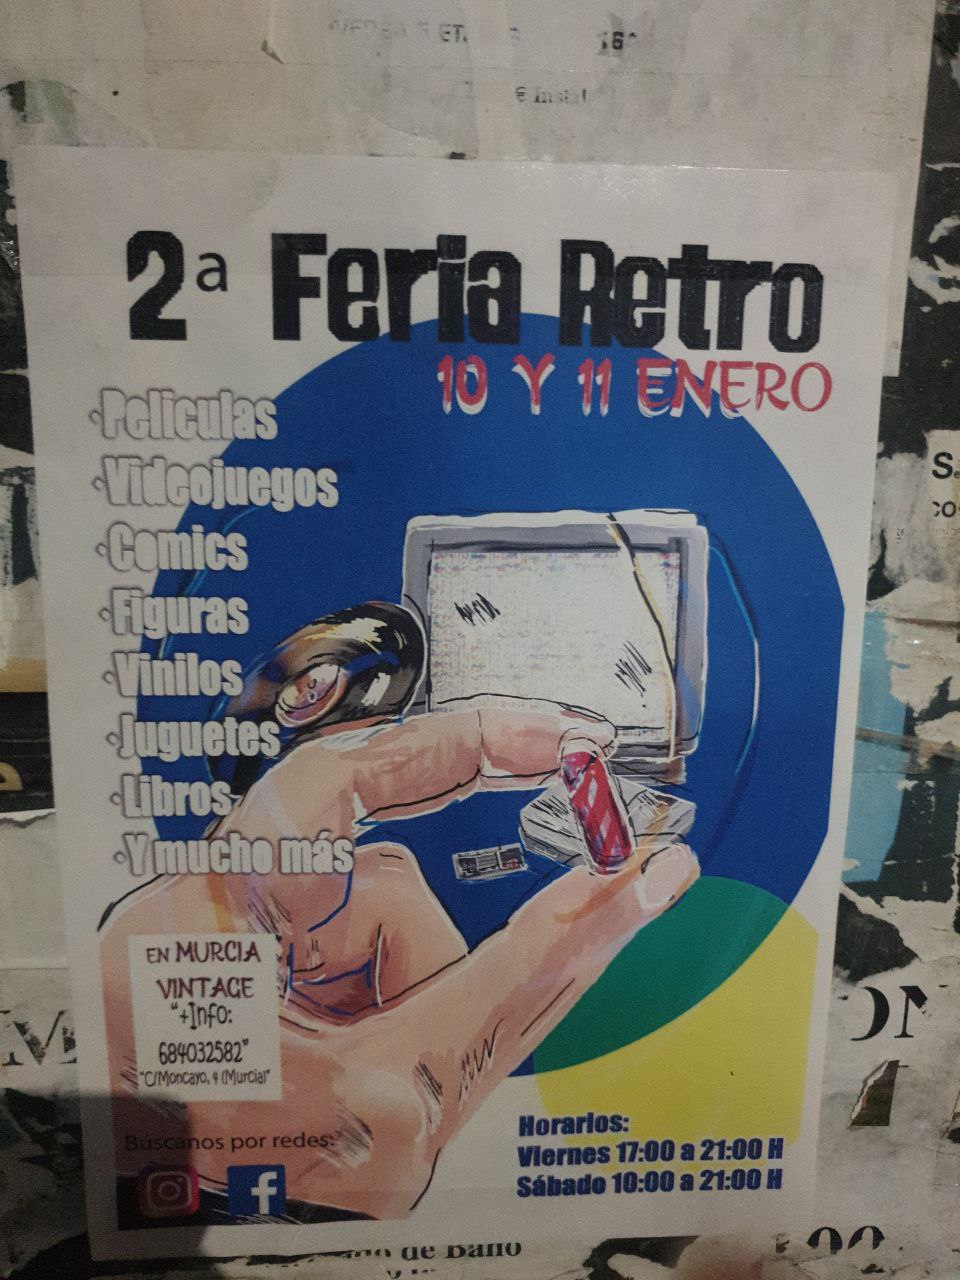 € Insta
2ª Feria Retro
10 Y 11 ENERO
·Peliculas
·Videojuegos
·Comics
·Figuras
·Vinilos
·Juguetes
·Libros
·Y mucho más
EN MURCIA
VINTAGE
"+Info:
684032582"
"C/Moncayo, 4 (Murcia)"
Búscanos por redes:
Horarios:
Viernes 17:00 a 21:00 H
Sábado 10:00 a 21:00 H
de Baño